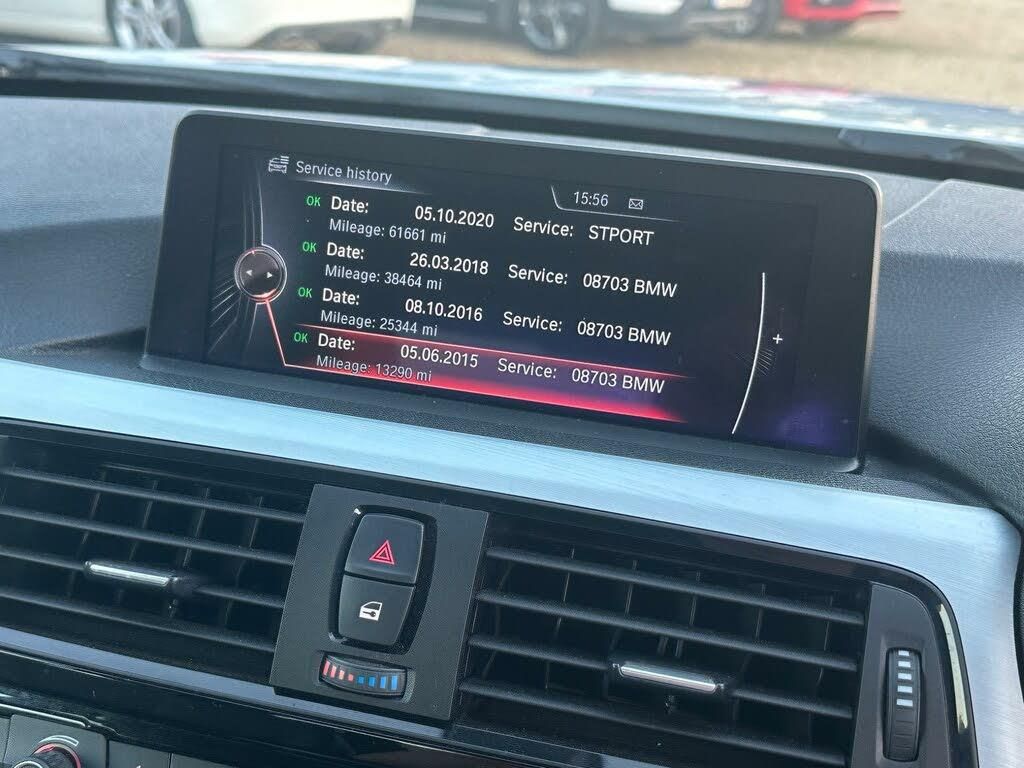 Service history
15:56
OK Date: 05.10.2020 Service: STPORT
Mileage: 61661 mi
OK Date: 26.03.2018 Service: 08703 BMW
Mileage: 38464 mi
OK Date: 08.10.2016 Service: 08703 BMW
Mileage: 25344 mi
OK Date: 05.06.2015 Service: 08703 BMW
Mileage: 13290 mi
+